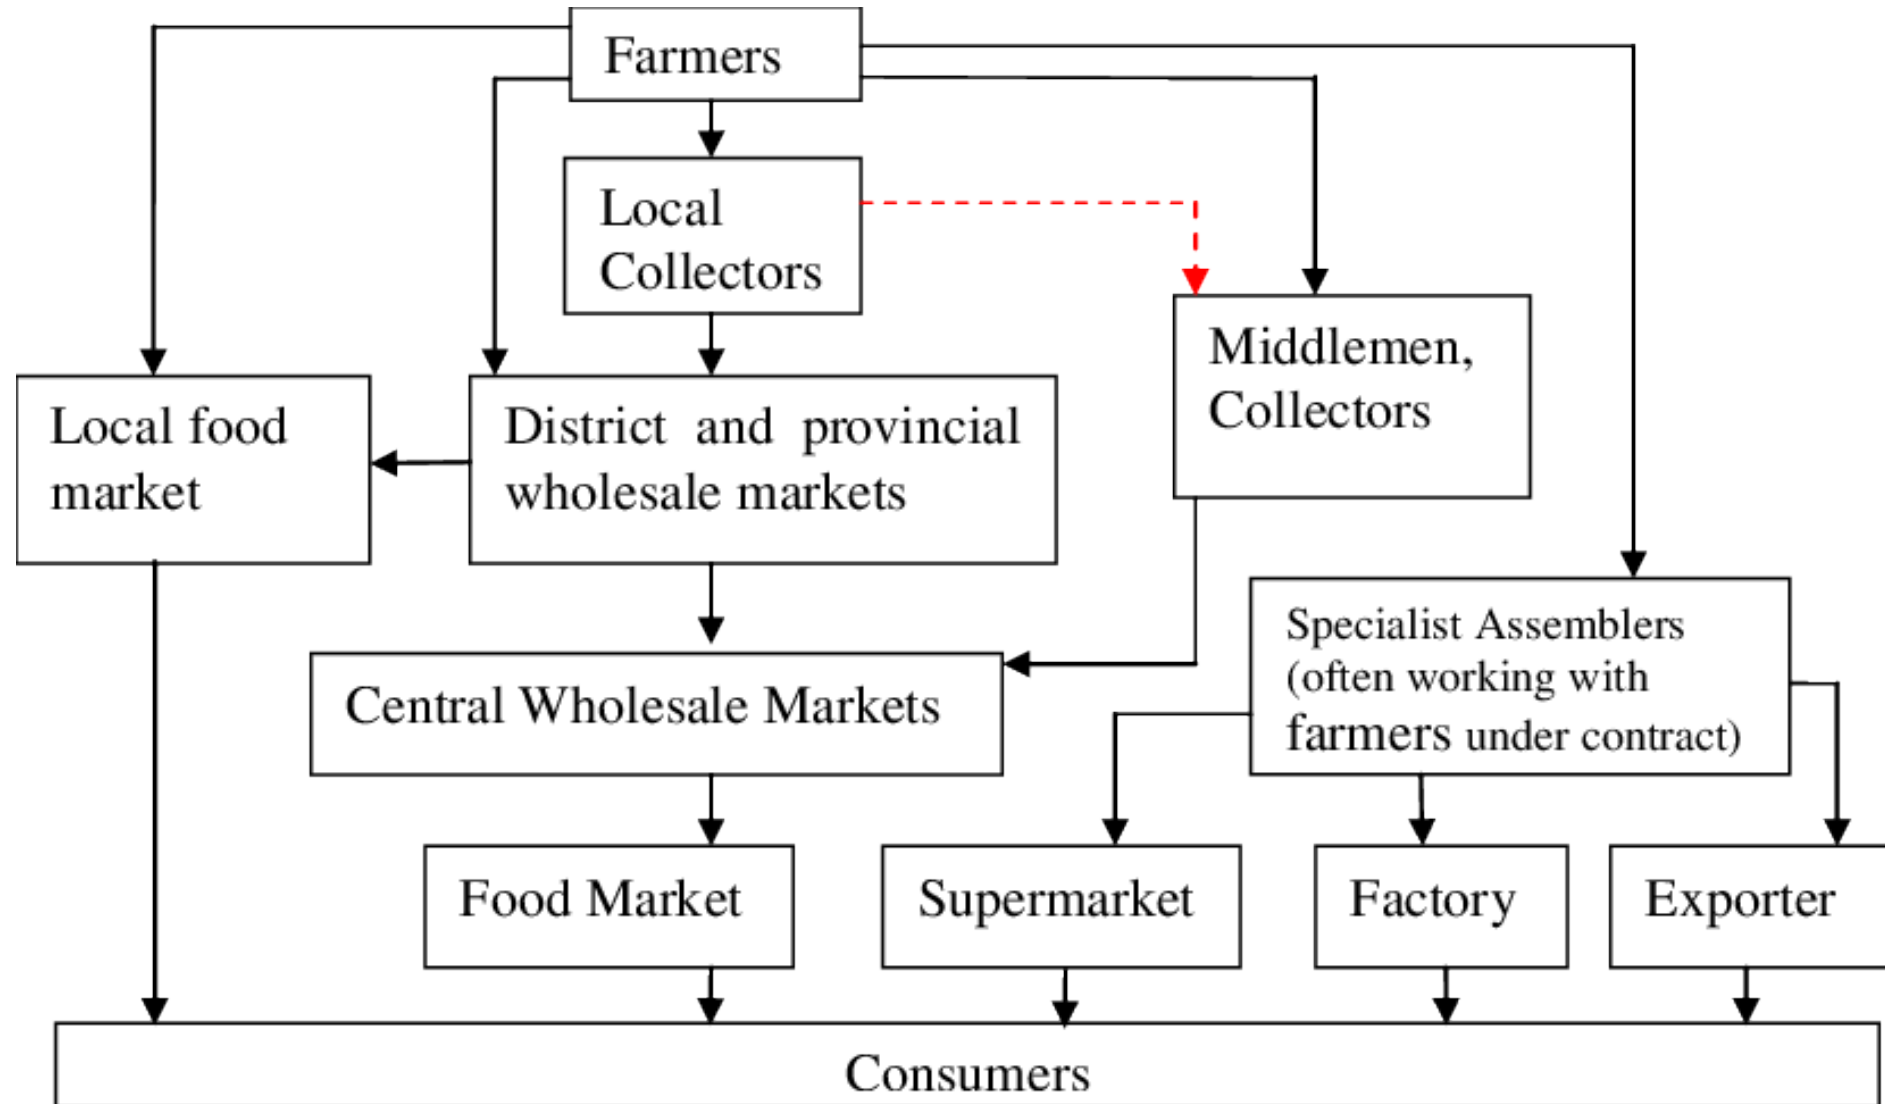 Farmers
Local
Collectors
Middlemen,
Collectors
Local food
market
District and provincial
wholesale markets
Specialist Assemblers
(often working with
farmers under contract)
Central Wholesale Markets
Food Market
Supermarket
Factory
Exporter
Consumers